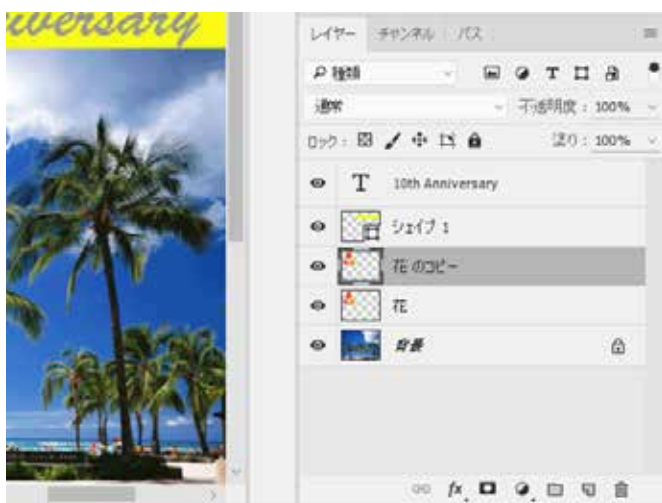 iversary
レイヤー チャンネル パス
種類
通常 不透明度: 100%
ロック: 塗り: 100%
T 10th Anniversary
シェイプ 1
花 のコピー
花
背景
fx